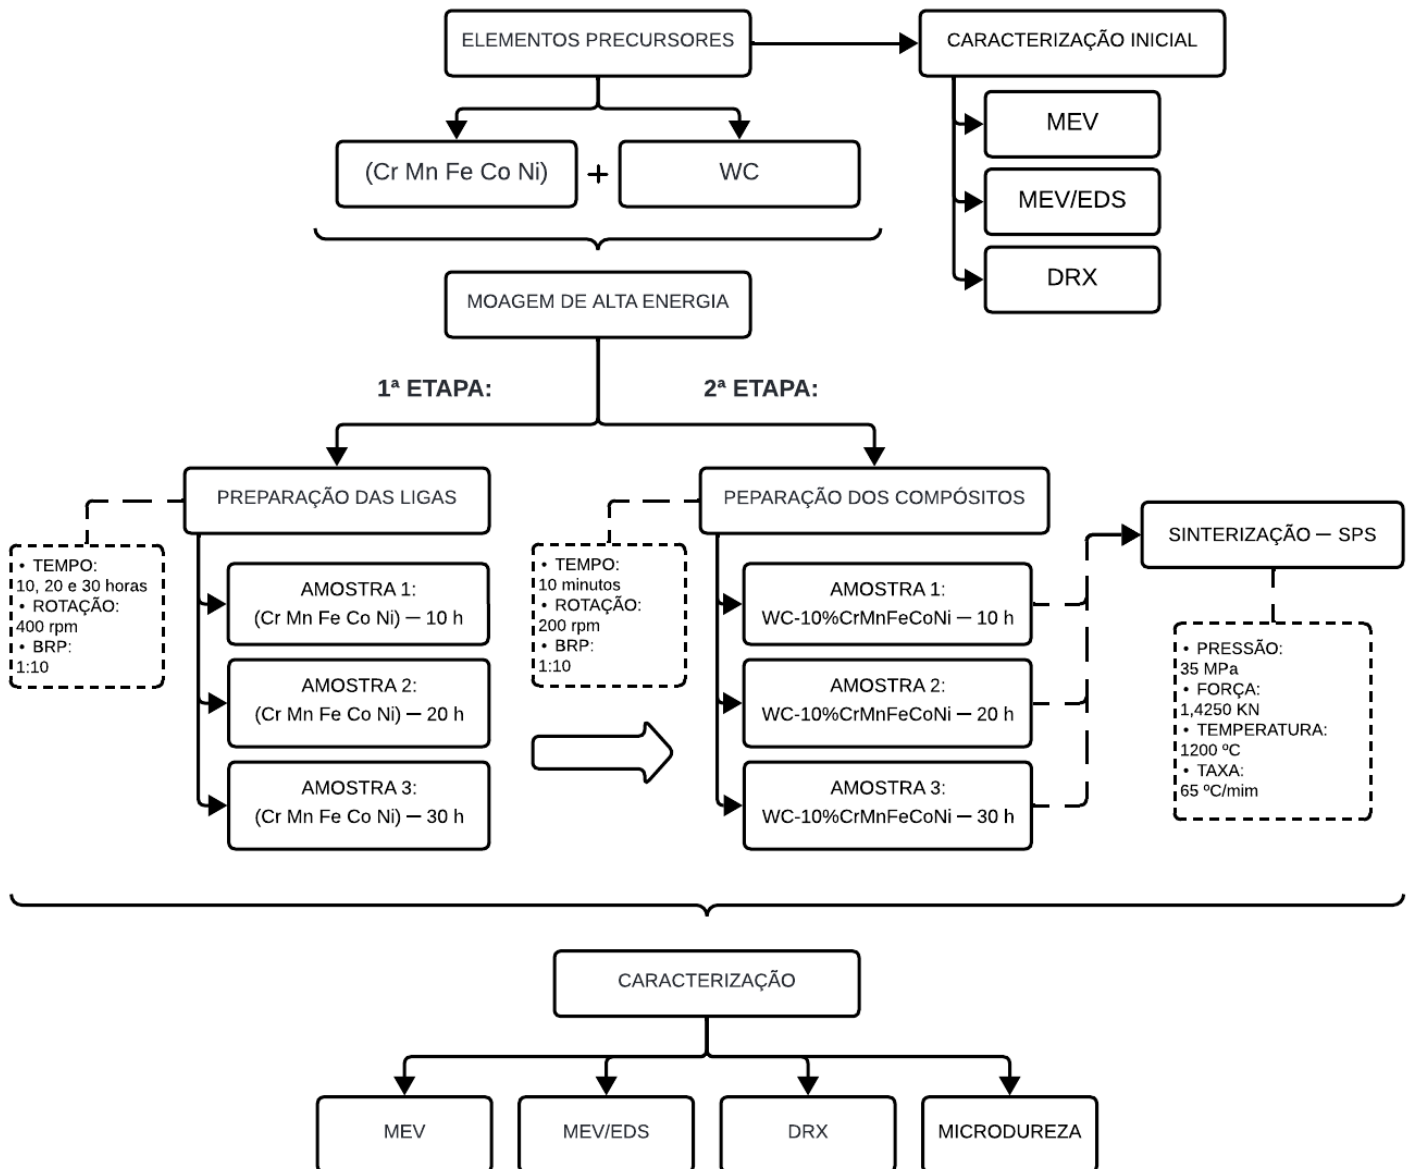 ELEMENTOS PRECURSORES
CARACTERIZAÇÃO INICIAL
MEV
MEV/EDS
DRX
(Cr Mn Fe Co Ni)
+
WC
MOAGEM DE ALTA ENERGIA
1ª ETAPA:
2ª ETAPA:
PREPARAÇÃO DAS LIGAS
• TEMPO:
10, 20 e 30 horas
• ROTAÇÃO:
400 rpm
• BRP:
1:10
AMOSTRA 1:
(Cr Mn Fe Co Ni) — 10 h
AMOSTRA 2:
(Cr Mn Fe Co Ni) — 20 h
AMOSTRA 3:
(Cr Mn Fe Co Ni) — 30 h
PEPARAÇÃO DOS COMPÓSITOS
• TEMPO:
10 minutos
• ROTAÇÃO:
200 rpm
• BRP:
1:10
AMOSTRA 1:
WC-10%CrMnFeCoNi — 10 h
AMOSTRA 2:
WC-10%CrMnFeCoNi — 20 h
AMOSTRA 3:
WC-10%CrMnFeCoNi — 30 h
SINTERIZAÇÃO — SPS
• PRESSÃO:
35 MPa
• FORÇA:
1,4250 KN
• TEMPERATURA:
1200 ºC
• TAXA:
65 ºC/mim
CARACTERIZAÇÃO
MEV
MEV/EDS
DRX
MICRODUREZA